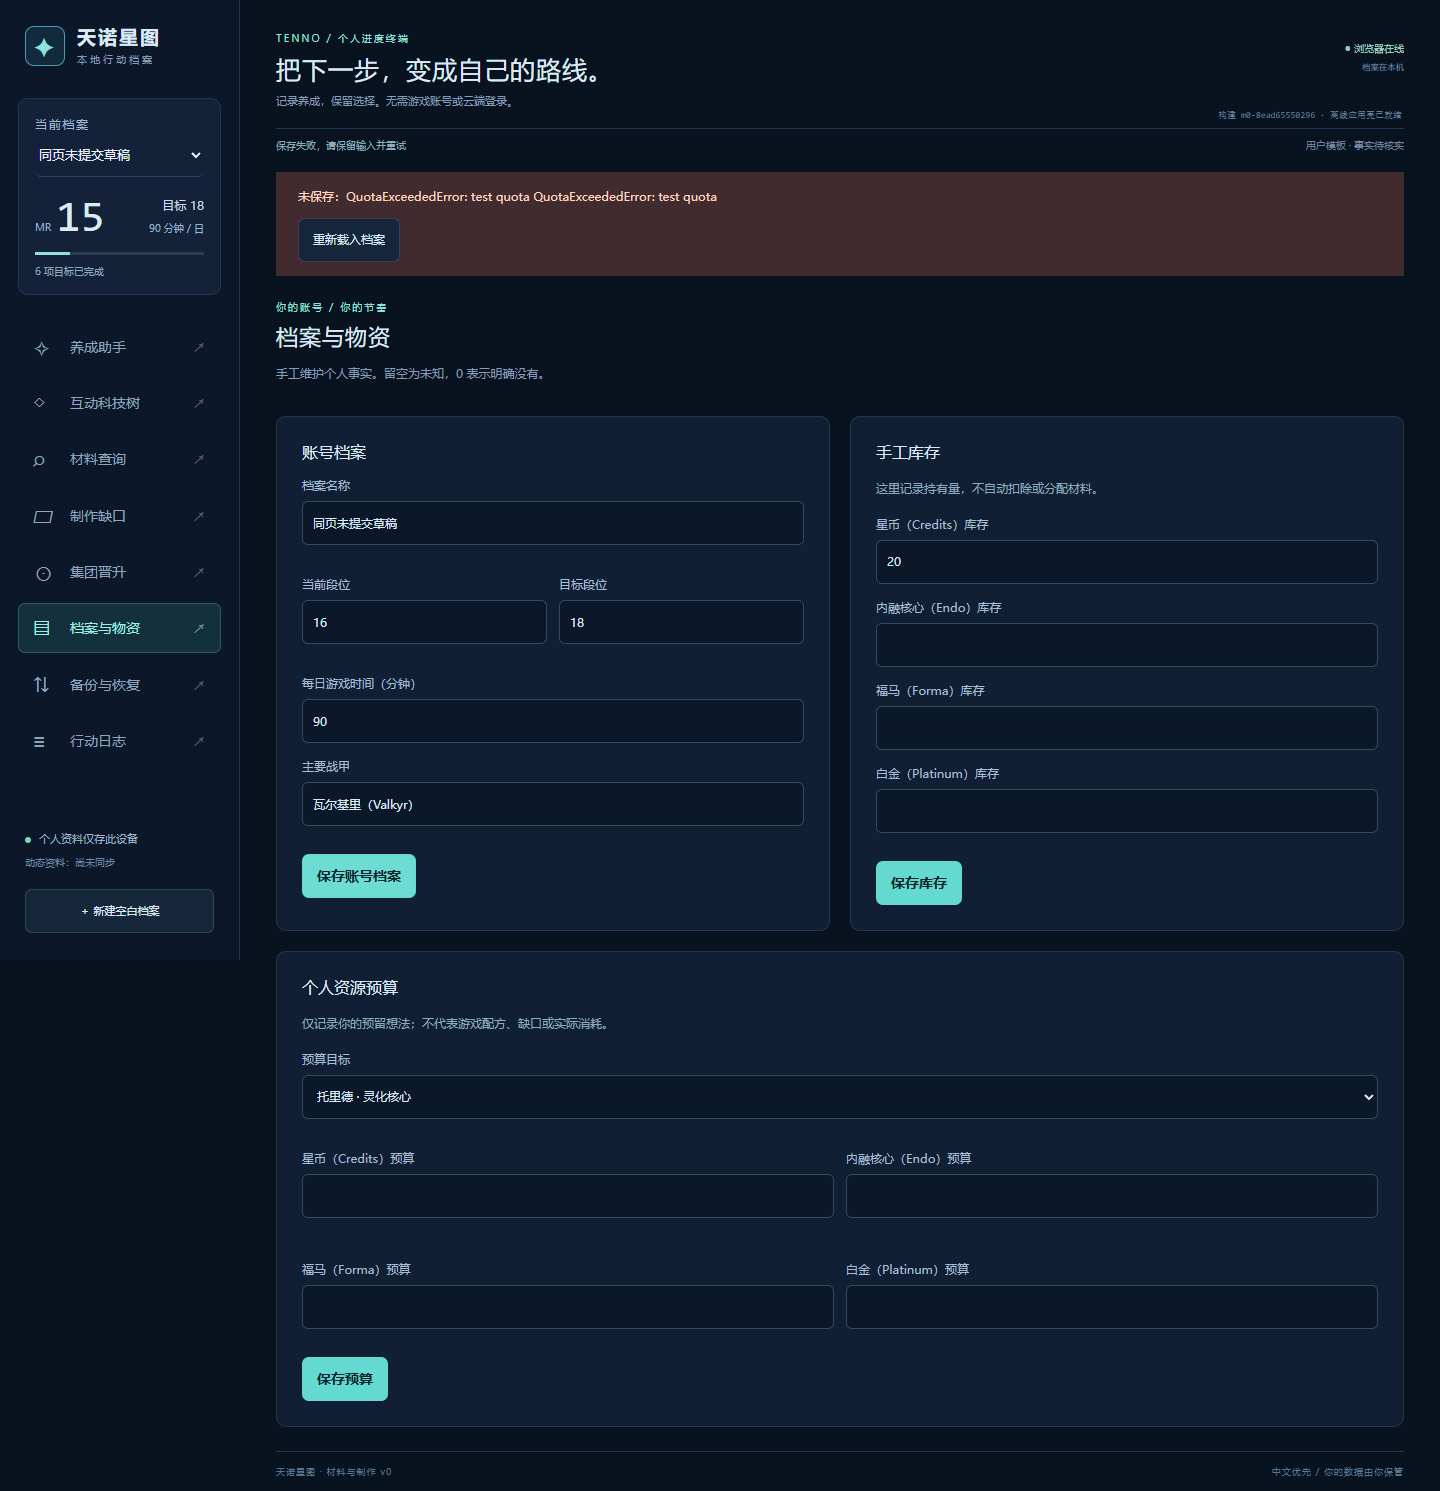 天诺星图
本地行动档案
当前档案
同页未提交草稿
MR 15
目标 18
90 分钟 / 日
6 项目标已完成
养成助手
互动科技树
材料查询
制作缺口
集团晋升
档案与物资
备份与恢复
行动日志
个人资料仅存此设备
动态资料：尚未同步
+ 新建空白档案
TENNO / 个人进度终端
把下一步，变成自己的路线。
记录养成，保留选择。无需游戏账号或云端登录。
浏览器在线
档案在本机
构建 m0-8ead65550296 · 离线应用壳已就绪
保存失败，请保留输入并重试
用户模板 · 事实待核实
未保存：QuotaExceededError: test quota QuotaExceededError: test quota
重新载入档案
你的账号 / 你的节奏
档案与物资
手工维护个人事实。留空为未知，0 表示明确没有。
账号档案
档案名称
同页未提交草稿
当前段位
目标段位
16
18
每日游戏时间（分钟）
90
主要战甲
瓦尔基里（Valkyr）
保存账号档案
手工库存
这里记录持有量，不自动扣除或分配材料。
星币（Credits）库存
20
内融核心（Endo）库存
福马（Forma）库存
白金（Platinum）库存
保存库存
个人资源预算
仅记录你的预留想法；不代表游戏配方、缺口或实际消耗。
预算目标
托里德 · 灵化核心
星币（Credits）预算
内融核心（Endo）预算
福马（Forma）预算
白金（Platinum）预算
保存预算
天诺星图 · 材料与制作 v0
中文优先 / 你的数据由你保管